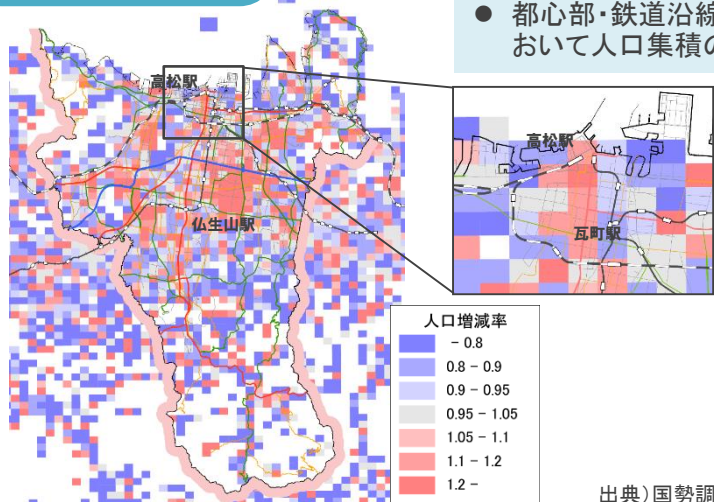 ● 都心部・鉄道沿線
おいて人口集積の
高松駅
高松駅
瓦町駅
仏生山駅
人口増減率
- 0.8
0.8 - 0.9
0.9 - 0.95
0.95 - 1.05
1.05 - 1.1
1.1 - 1.2
1.2 -
出典）国勢調